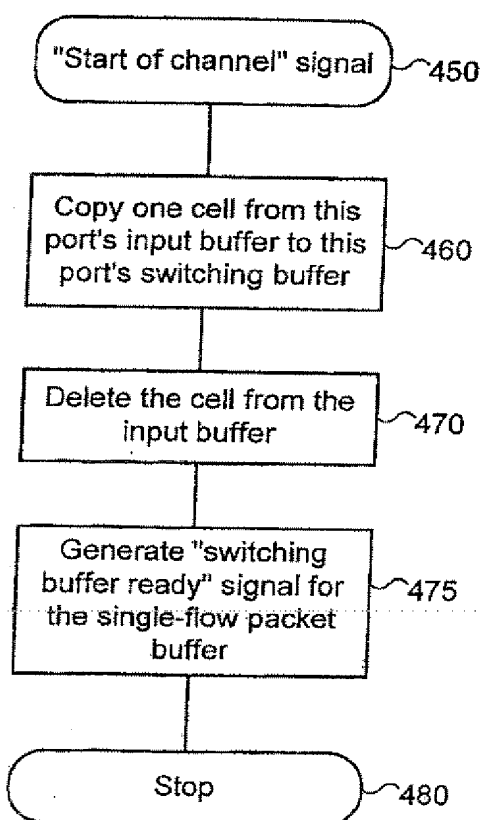 "Start of channel" signal
450
Copy one cell from this
port's input buffer to this
port's switching buffer
460
Delete the cell from the
input buffer
470
Generate "switching
buffer ready" signal for
the single-flow packet
buffer
475
Stop
480